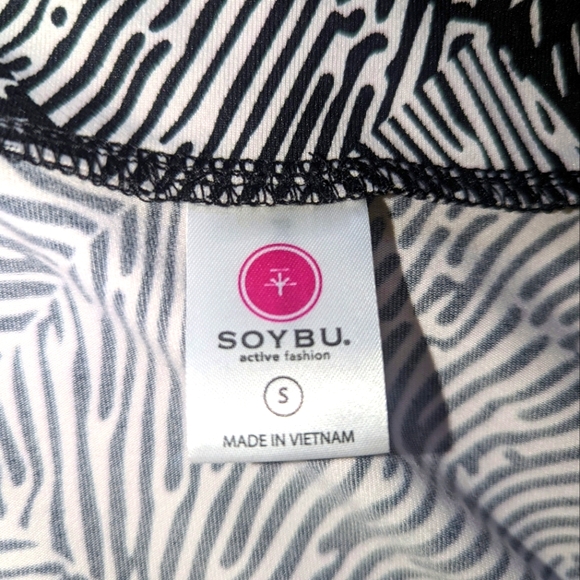 SOYBU.
active fashion
S
MADE IN VIETNAM